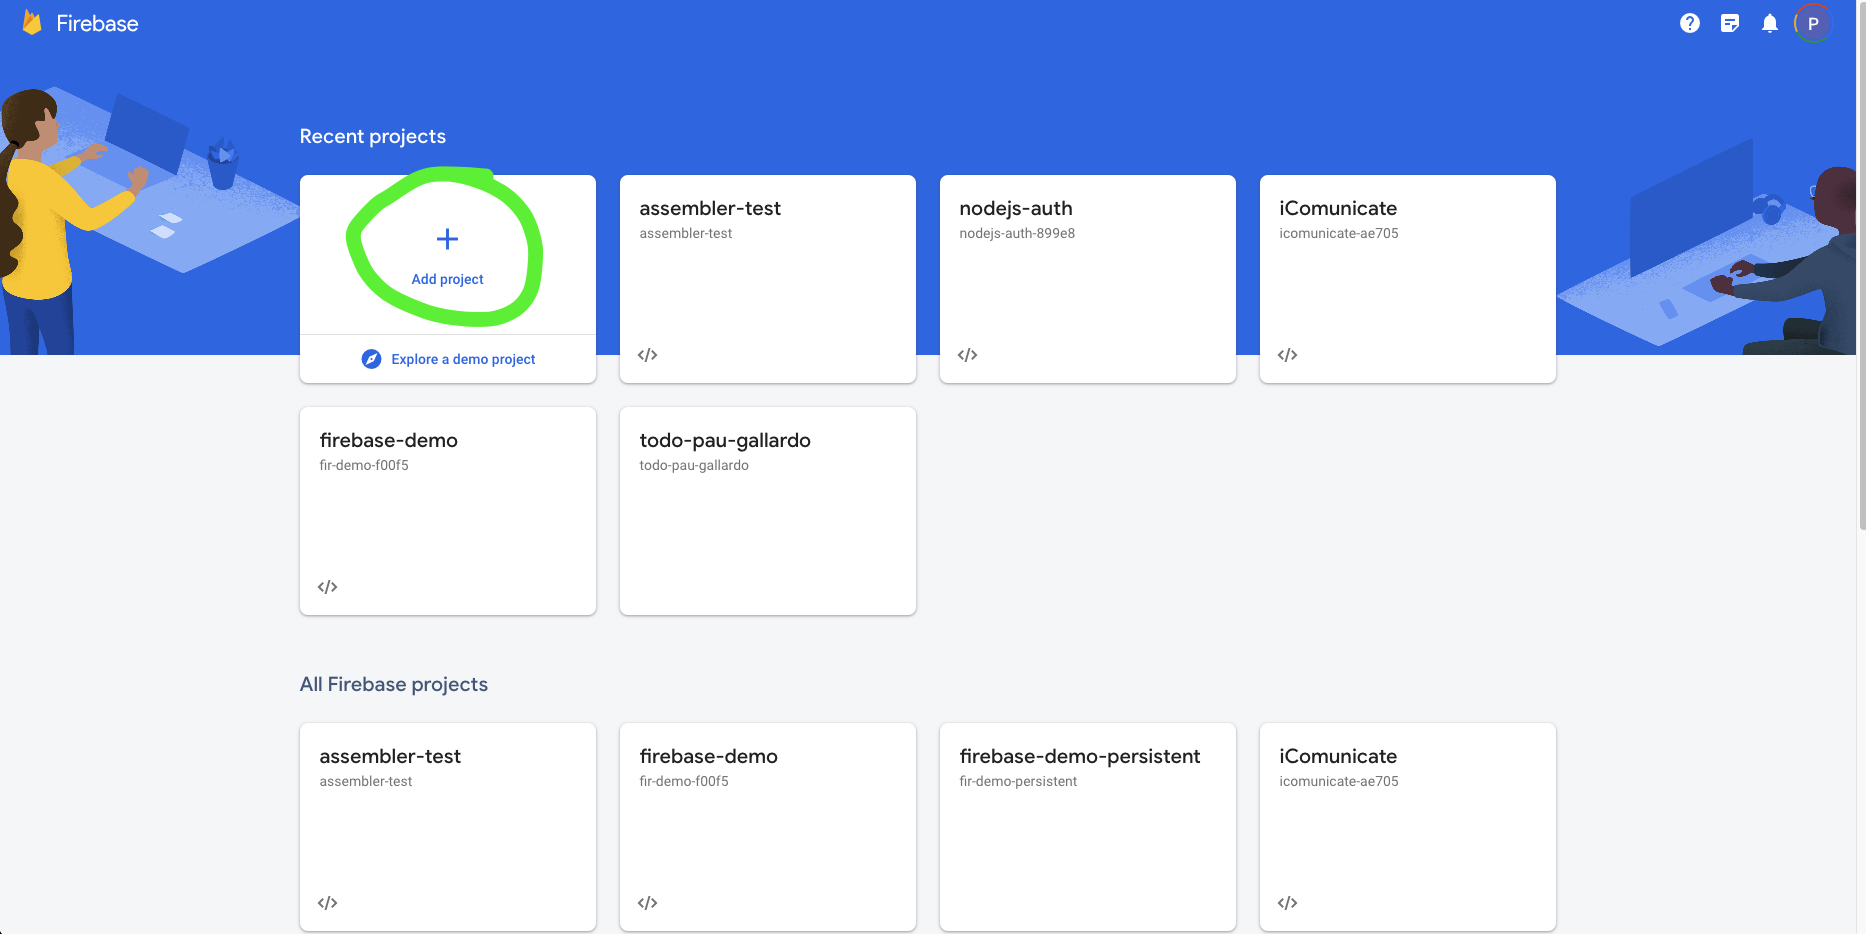 Firebase
P
Recent projects
Add project
Explore a demo project
assembler-test
assembler-test
nodejs-auth
nodejs-auth-899e8
iComunicate
icomunicate-ae705
firebase-demo
fir-demo-f00f5
todo-pau-gallardo
todo-pau-gallardo
All Firebase projects
assembler-test
assembler-test
firebase-demo
fir-demo-f00f5
firebase-demo-persistent
fir-demo-persistent
iComunicate
icomunicate-ae705